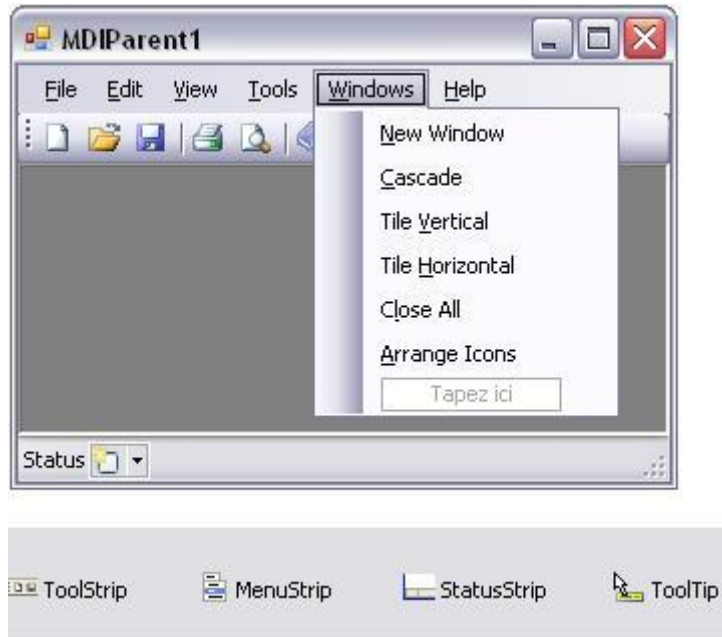 MDIParent1
File Edit View Tools Windows Help
New Window
Cascade
Tile Vertical
Tile Horizontal
Close All
Arrange Icons
Tapez ici
Status
ToolStrip MenuStrip StatusStrip ToolTip